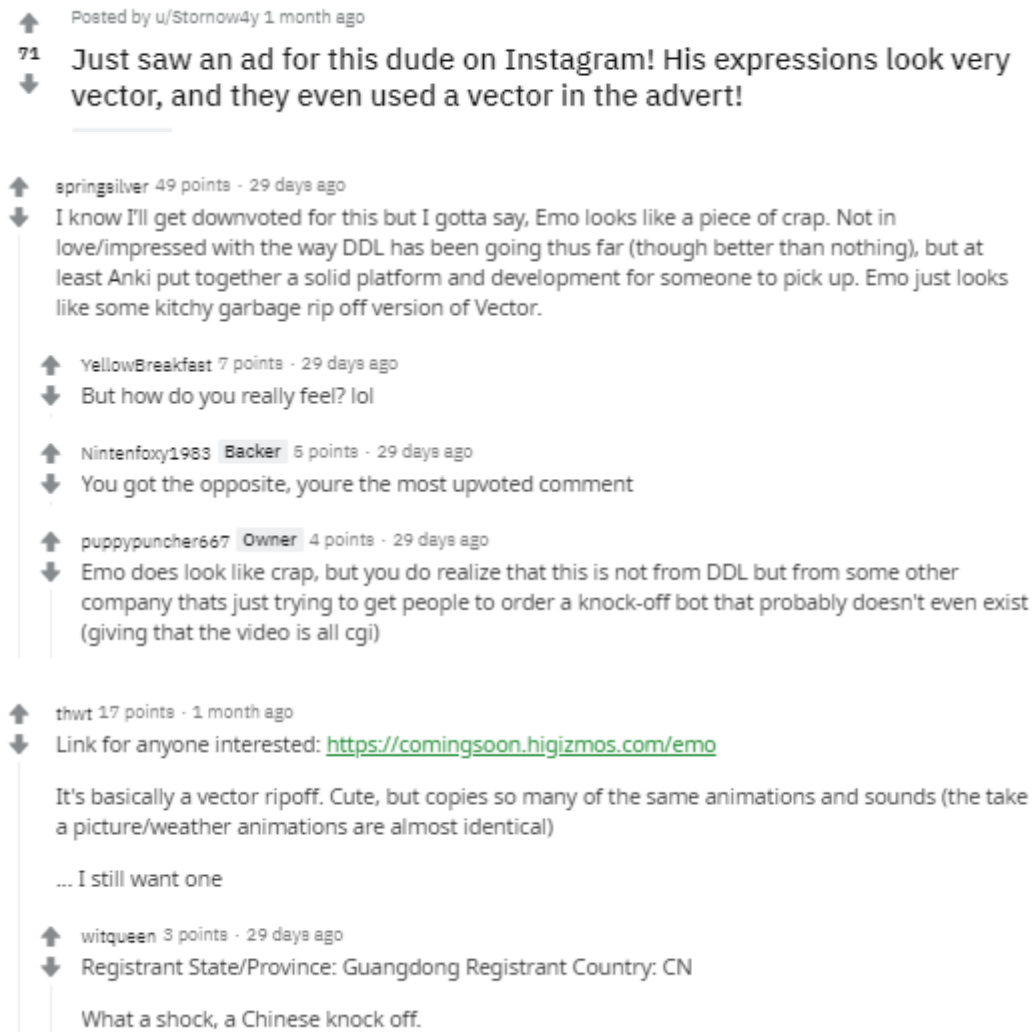 Posted by u/Stornow4y 1 month ago
71
Just saw an ad for this dude on Instagram! His expressions look very
vector, and they even used a vector in the advert!
springsilver 49 points · 29 days ago
I know I'll get downvoted for this but I gotta say, Emo looks like a piece of crap. Not in
love/impressed with the way DDL has been going thus far (though better than nothing), but at
least Anki put together a solid platform and development for someone to pick up. Emo just looks
like some kitchy garbage rip off version of Vector.
YellowBreakfast 7 points · 29 days ago
But how do you really feel? lol
Nintenfoxy1983 Backer 5 points · 29 days ago
You got the opposite, youre the most upvoted comment
puppypuncher667 Owner 4 points · 29 days ago
Emo does look like crap, but you do realize that this is not from DDL but from some other
company thats just trying to get people to order a knock-off bot that probably doesn't even exist
(giving that the video is all cgi)
thwt 17 points · 1 month ago
Link for anyone interested: https://comingsoon.higizmos.com/emo
It's basically a vector ripoff. Cute, but copies so many of the same animations and sounds (the take
a picture/weather animations are almost identical)
... I still want one
witqueen 3 points · 29 days ago
Registrant State/Province: Guangdong Registrant Country: CN
What a shock, a Chinese knock off.